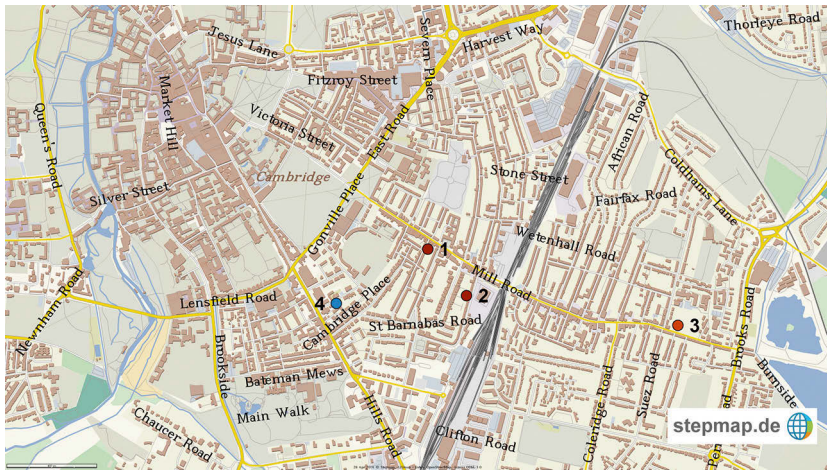 Thorleye Road
Jesus Lane
Severn Place
Harvest Way
Fitzroy Street
Market Hill
Queen's Road
Victoria Street
East Road
African Road
Coldhams Lane
Cambridge
Stone Street
Silver Street
Fairfax Road
Gonville Place
Wetenhall Road
1
Mill Road
Newnham Road
Lensfield Road
4
Cambridge Place
2
St Barnabas Road
3
Brooks Road
Brookside
Burnside
Bateman Mews
Suez Road
Coleridge Road
Main Walk
Chaucer Road
Hills Road
Clifton Road
Road
stepmap.de